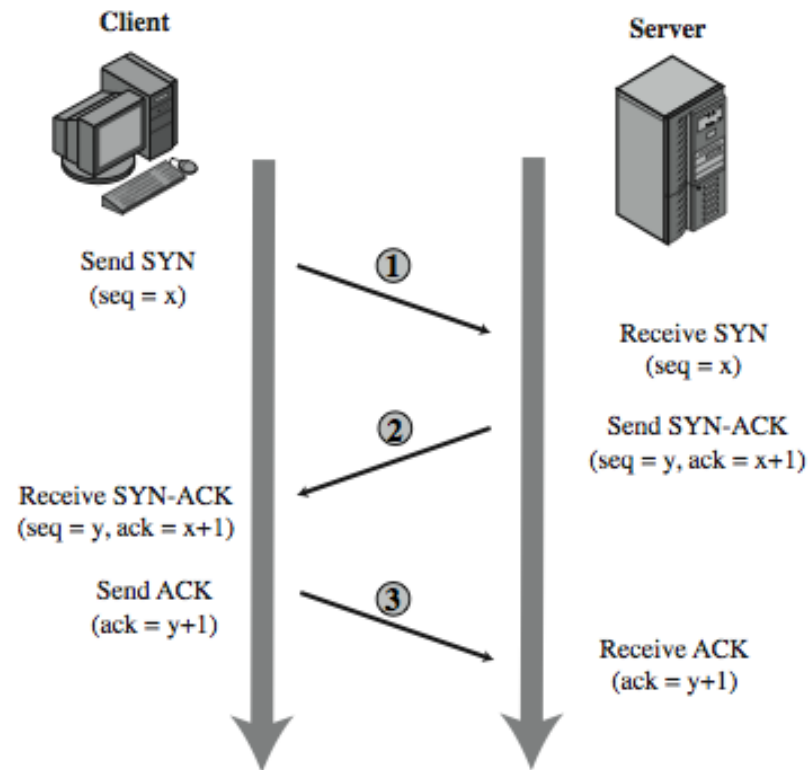 Client
Server
Send SYN
(seq = x)
1
Receive SYN
(seq = x)
2
Send SYN-ACK
(seq = y, ack = x+1)
Receive SYN-ACK
(seq = y, ack = x+1)
Send ACK
(ack = y+1)
3
Receive ACK
(ack = y+1)